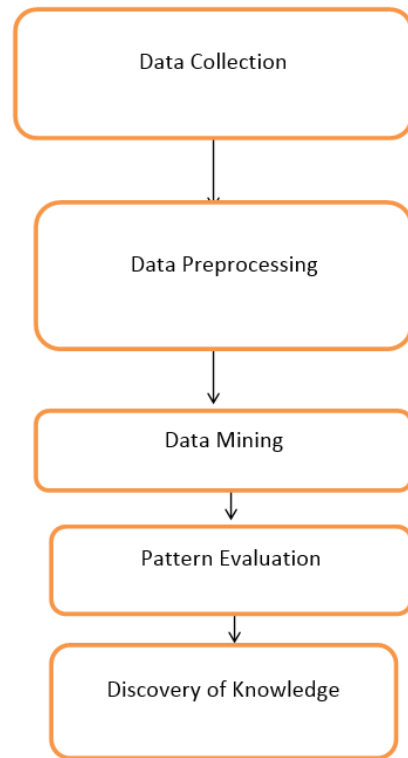 Data Collection
Data Preprocessing
Data Mining
Pattern Evaluation
Discovery of Knowledge